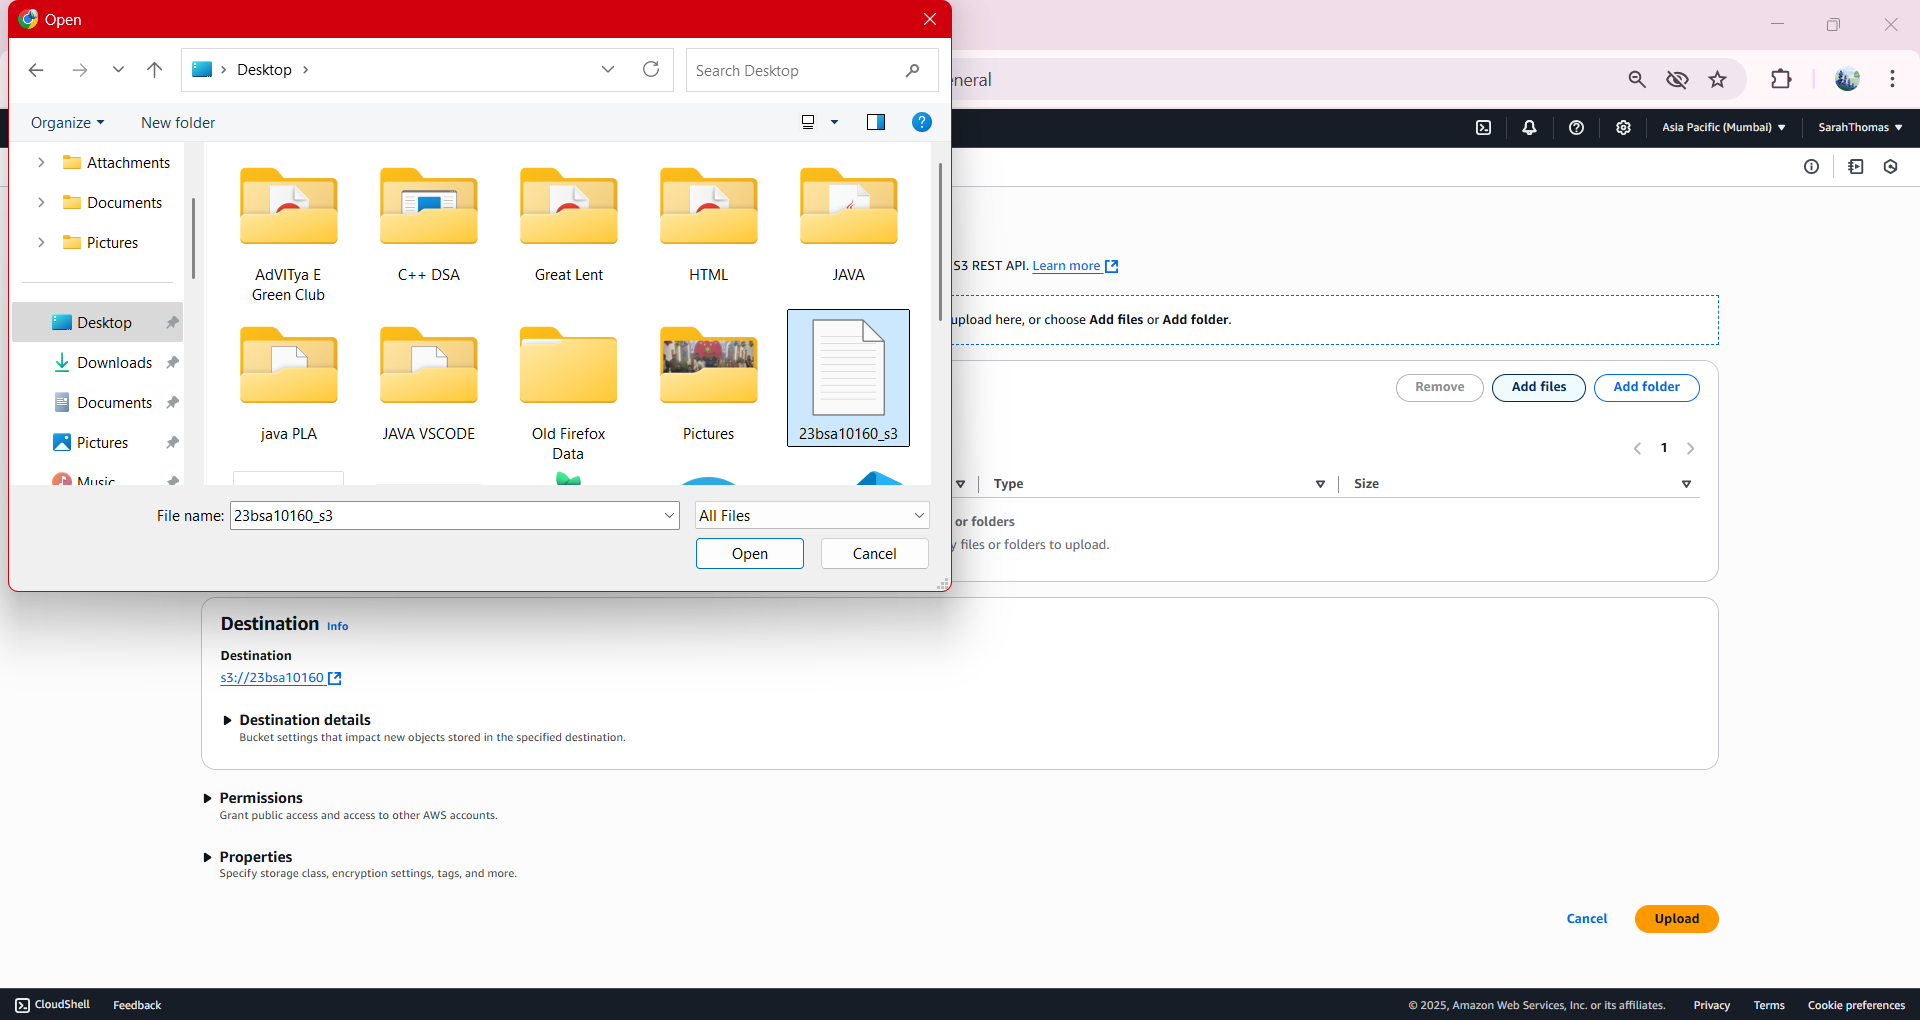 Open
Desktop
Search Desktop
Organize
New folder
Attachments
Documents
Pictures
Desktop
Downloads
Documents
Pictures
Music
AdVITya E
Green Club
C++ DSA
Great Lent
HTML
JAVA
java PLA
JAVA VSCODE
Old Firefox
Data
Pictures
23bsa10160_s3
File name:
23bsa10160_s3
All Files
Open
Cancel
Asia Pacific (Mumbai)
SarahThomas
S3 REST API. Learn more
upload here, or choose Add files or Add folder.
Remove
Add files
Add folder
1
Type
Size
or folders
files or folders to upload.
Destination Info
Destination
s3://23bsa10160
Destination details
Bucket settings that impact new objects stored in the specified destination.
Permissions
Grant public access and access to other AWS accounts.
Properties
Specify storage class, encryption settings, tags, and more.
Cancel
Upload
CloudShell
Feedback
© 2025, Amazon Web Services, Inc. or its affiliates.
Privacy
Terms
Cookie preferences